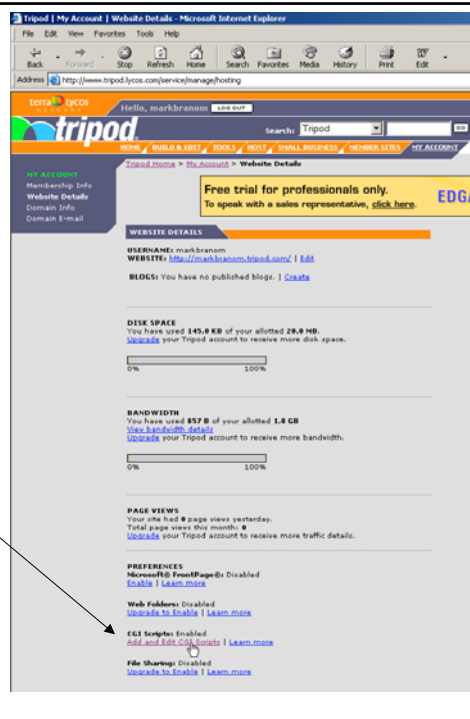 Tripod | My Account | Website Details - Microsoft Internet Explorer
File Edit View Favorites Tools Help
Back Forward Stop Refresh Home Search Favorites Media History Print Edit
Address http://www.tripod.lycos.com/service/manage/hosting
terra lycos
NETWORK
Hello, markbranom LOG OUT
tripod.
Search: Tripod GO
HOME BUILD & EDIT TOOLS HOST SMALL BUSINESS MEMBER SITES MY ACCOUNT
Tripod Home > My Account > Website Details
MY ACCOUNT
Membership Info
Website Details
Domain Info
Domain E-mail
Free trial for professionals only.
To speak with a sales representative, click here.
EDGA
WEBSITE DETAILS
USERNAME: markbranom
WEBSITE: http://markbranom.tripod.com/ | Edit
BLOGS: You have no published blogs. | Create
DISK SPACE
You have used 145.0 KB of your allotted 20.0 MB.
Upgrade your Tripod account to receive more disk space.
0% 100%
BANDWIDTH
You have used 857 B of your allotted 1.0 GB
View bandwidth details
Upgrade your Tripod account to receive more bandwidth.
0% 100%
PAGE VIEWS
Your site had 0 page views yesterday.
Total page views this month: 0
Upgrade your Tripod account to receive more traffic details.
PREFERENCES
Microsoft® FrontPage®: Disabled
Enable | Learn more
Web Folders: Disabled
Upgrade to Enable | Learn more
CGI Scripts: Enabled
Add and Edit CGI Scripts | Learn more
File Sharing: Disabled
Upgrade to Enable | Learn more